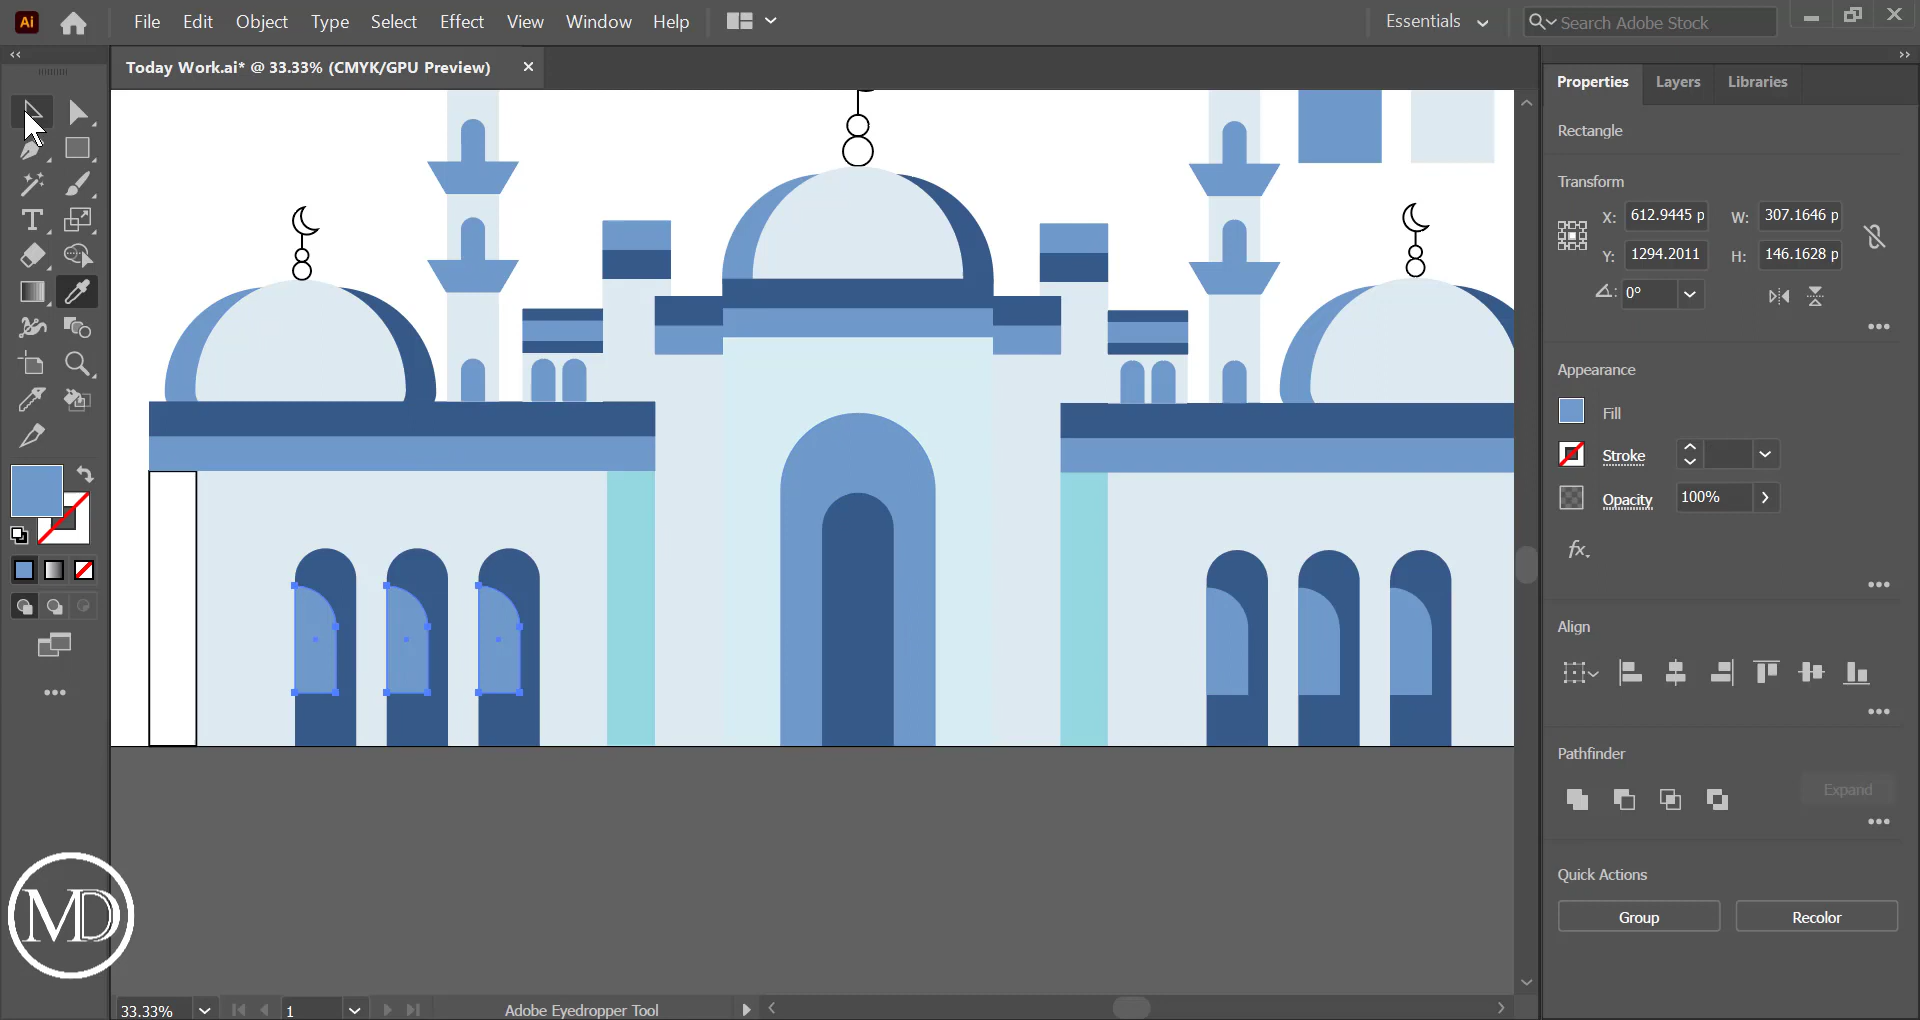 Ai File Edit Object Type Select Effect View Window Help Essentials Search Adobe Stock
Today Work.ai* @ 33.33% (CMYK/GPU Preview)
Properties Layers Libraries
Rectangle
Transform
X: 612.9445 p W: 307.1646 p
Y: 1294.2011 H: 146.1628 p
0°
Appearance
Fill
Stroke
Opacity 100%
fx
Align
Pathfinder
Expand
Quick Actions
Group Recolor
MD
33.33% 1 Adobe Eyedropper Tool